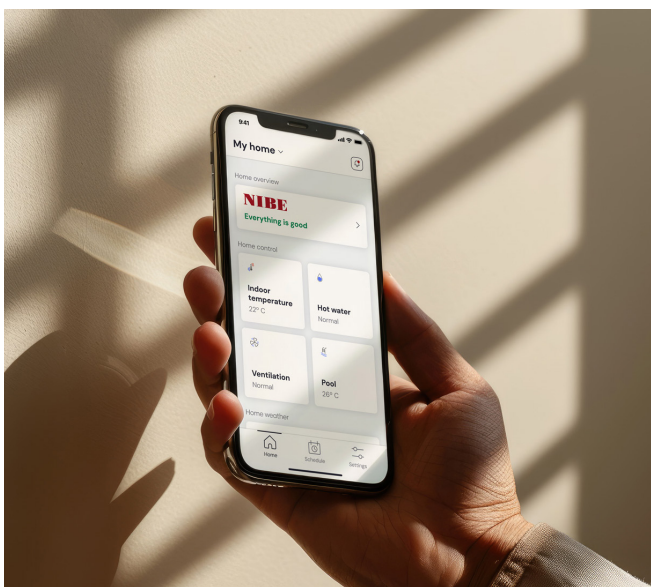 9:41
My home
Home overview
NIBE
Everything is good
Home control
Indoor
temperature
22° C
Hot water
Normal
Ventilation
Normal
Pool
26° C
Home weather
Home
Schedule
Settings